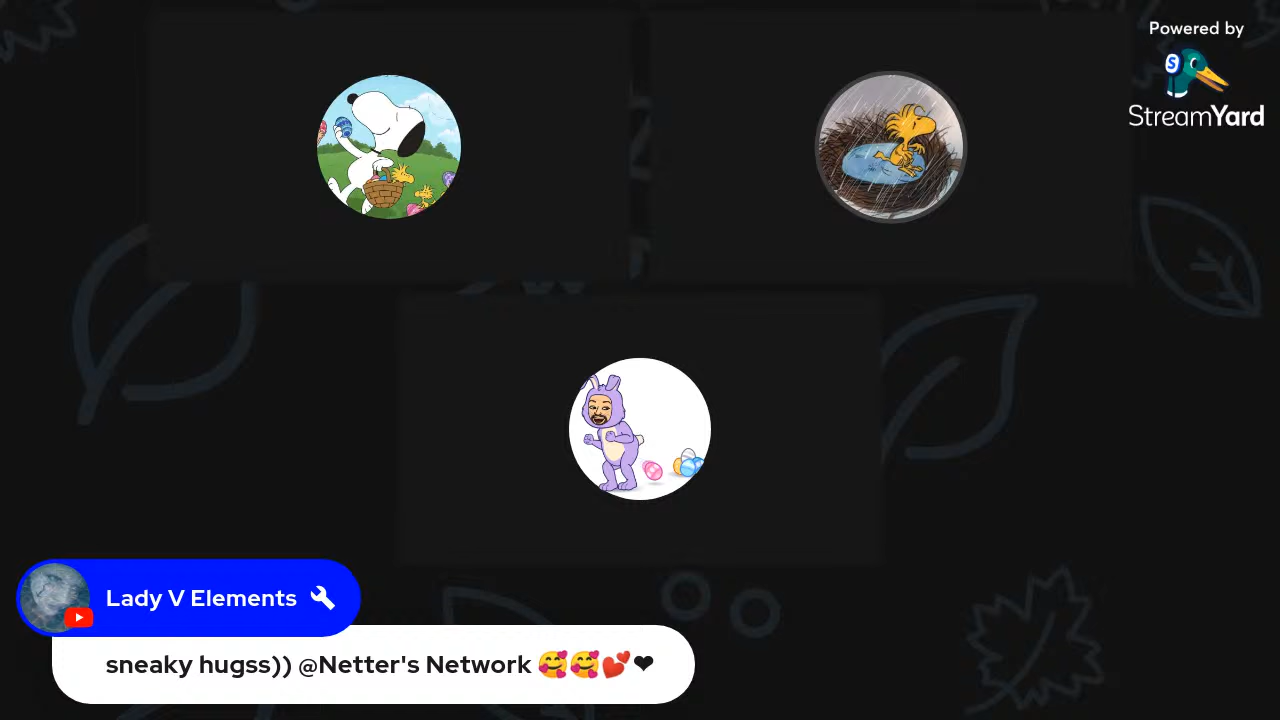 Powered by
StreamYard
Lady V Elements
sneaky hugss)) @Netter's Network 🥰🥰💕❤